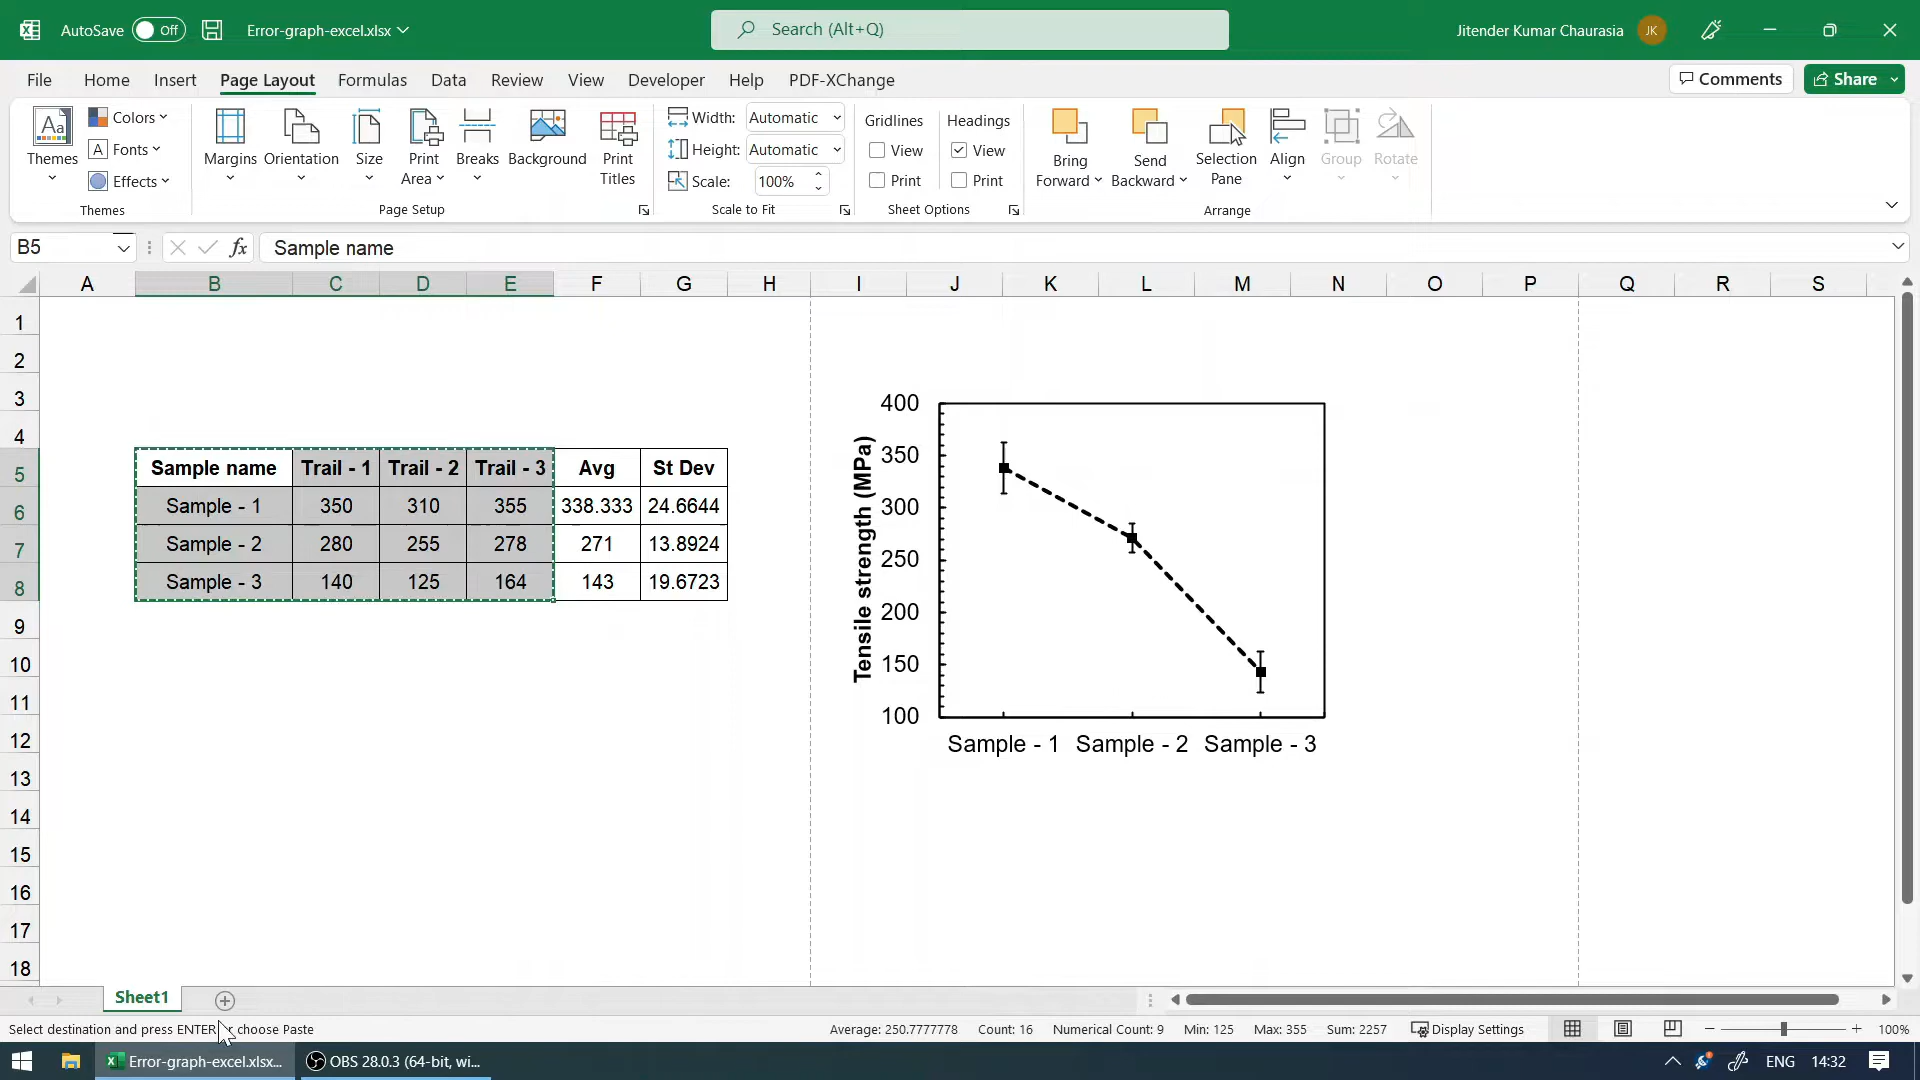 AutoSave Off Error-graph-excel.xlsx Search (Alt+Q) Jitender Kumar Chaurasia JK
File Home Insert Page Layout Formulas Data Review View Developer Help PDF-XChange Comments Share
Aa Colors Width: Automatic Gridlines Headings
A Fonts Height: Automatic View View
Themes Effects Margins Orientation Size Print Area Breaks Background Print Titles Scale: 100% Print Print Bring Forward Send Backward Selection Pane Align Group Rotate
Themes Page Setup Scale to Fit Sheet Options Arrange
B5 fx Sample name
A B C D E F G H I J K L M N O P Q R S
1
2
3
4
5
6
7
8
9
10
11
12
13
14
15
16
17
18
Sample name Trail - 1 Trail - 2 Trail - 3 Avg St Dev
Sample - 1 350 310 355 338.333 24.6644
Sample - 2 280 255 278 271 13.8924
Sample - 3 140 125 164 143 19.6723
Tensile strength (MPa)
400
350
300
250
200
150
100
Sample - 1 Sample - 2 Sample - 3
Sheet1
Select destination and press ENTER or choose Paste Average: 250.7777778 Count: 16 Numerical Count: 9 Min: 125 Max: 355 Sum: 2257 Display Settings 100%
Error-graph-excel.xlsx... OBS 28.0.3 (64-bit, wi... ENG 14:32